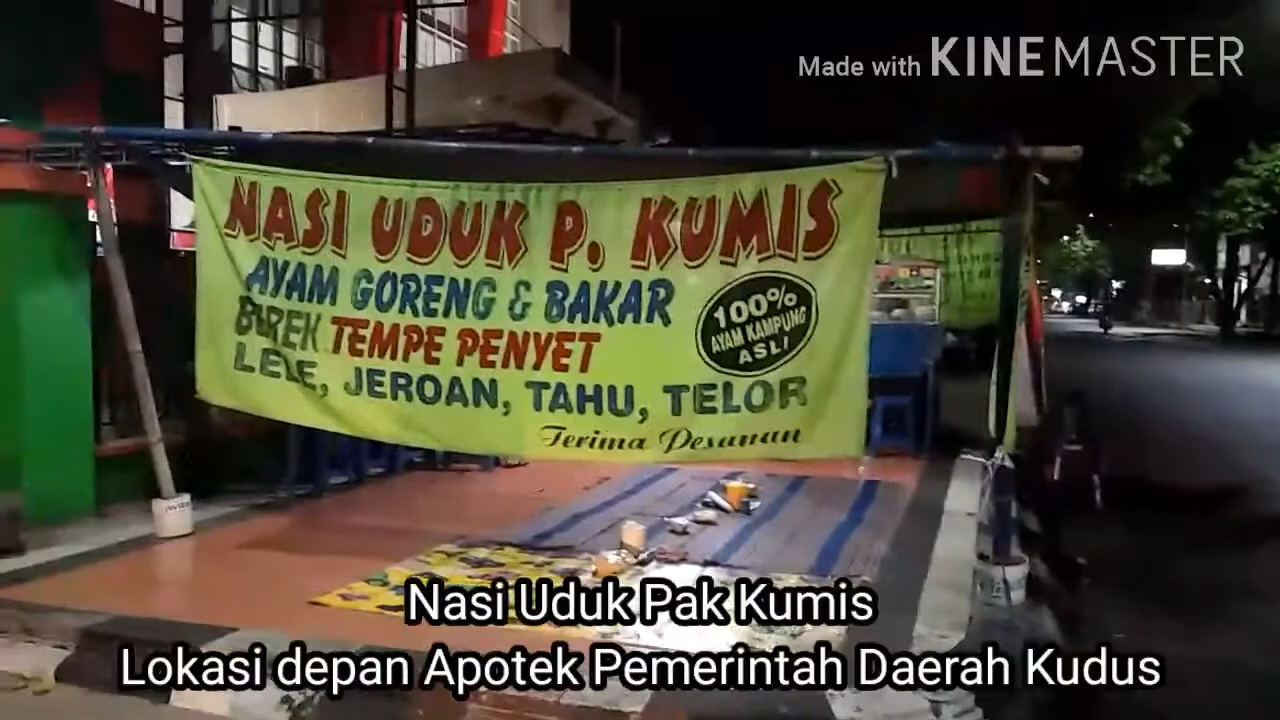 Made with KINEMASTER
NASI UDUK P. KUMIS
AYAM GORENG & BAKAR
TEMPE PENYET
LELE, JEROAN, TAHU, TELOR
100%
AYAM KAMPUNG
ASLI
Terima Pesanan
Nasi Uduk Pak Kumis
Lokasi depan Apotek Pemerintah Daerah Kudus